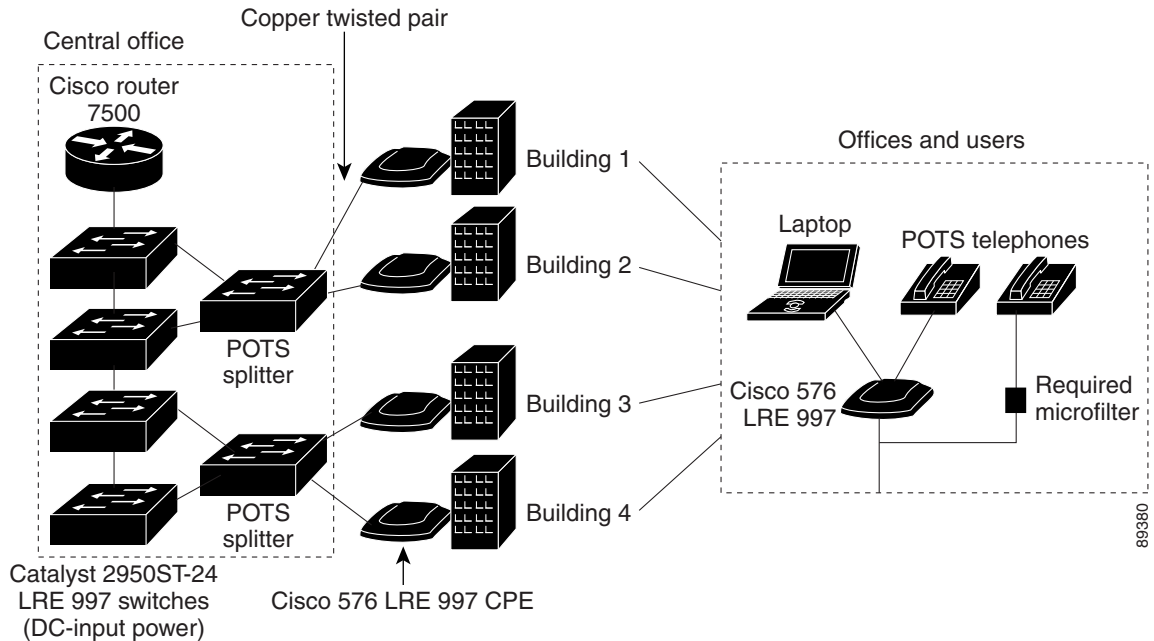 Copper twisted pair
Central office
Cisco router
7500
Building 1
Offices and users
Building 2
Laptop
POTS telephones
POTS
splitter
Building 3
Cisco 576
LRE 997
Required
microfilter
POTS
splitter
Building 4
Catalyst 2950ST-24
LRE 997 switches
(DC-input power)
Cisco 576 LRE 997 CPE
89380